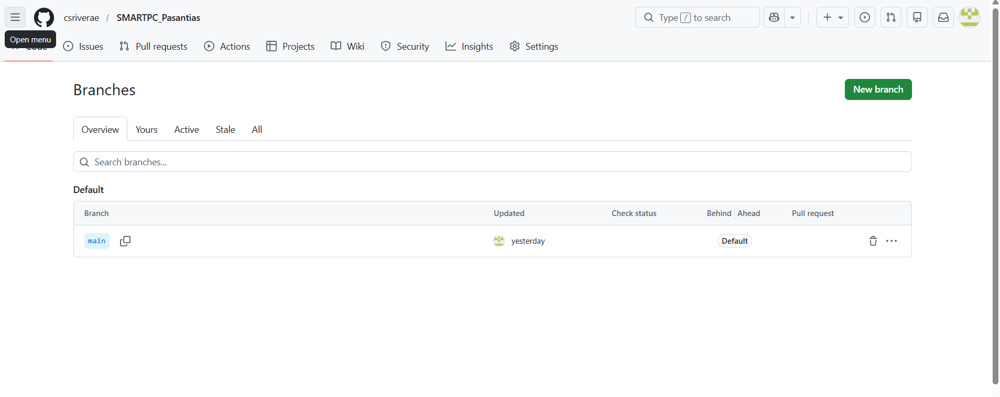 csriverae / SMARTPC_Pasantias
Type / to search
Open menu
Code Issues Pull requests Actions Projects Wiki Security Insights Settings
Branches
New branch
Overview Yours Active Stale All
Search branches...
Default
Branch Updated Check status Behind Ahead Pull request
main yesterday Default